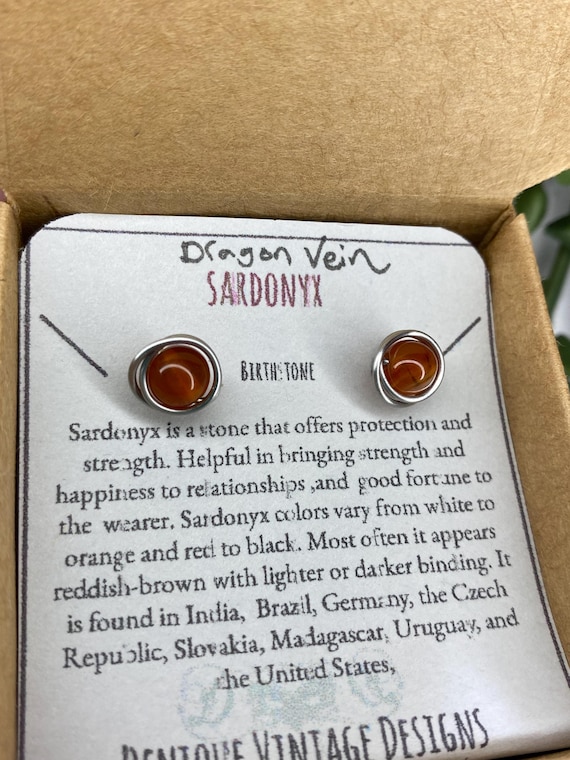 Dragon Vein
SARDONYX
BIRTHSTONE
Sardonyx is a stone that offers protection and
strength. Helpful in bringing strength and
happiness to relationships ,and good fortune to
the wearer. Sardonyx colors vary from white to
orange and red to black. Most often it appears
reddish-brown with lighter or darker binding. It
is found in India, Brazil, Germany, the Czech
Republic, Slovakia, Madagascar, Uruguay, and
the United States,
VINTAGE DESIGNS